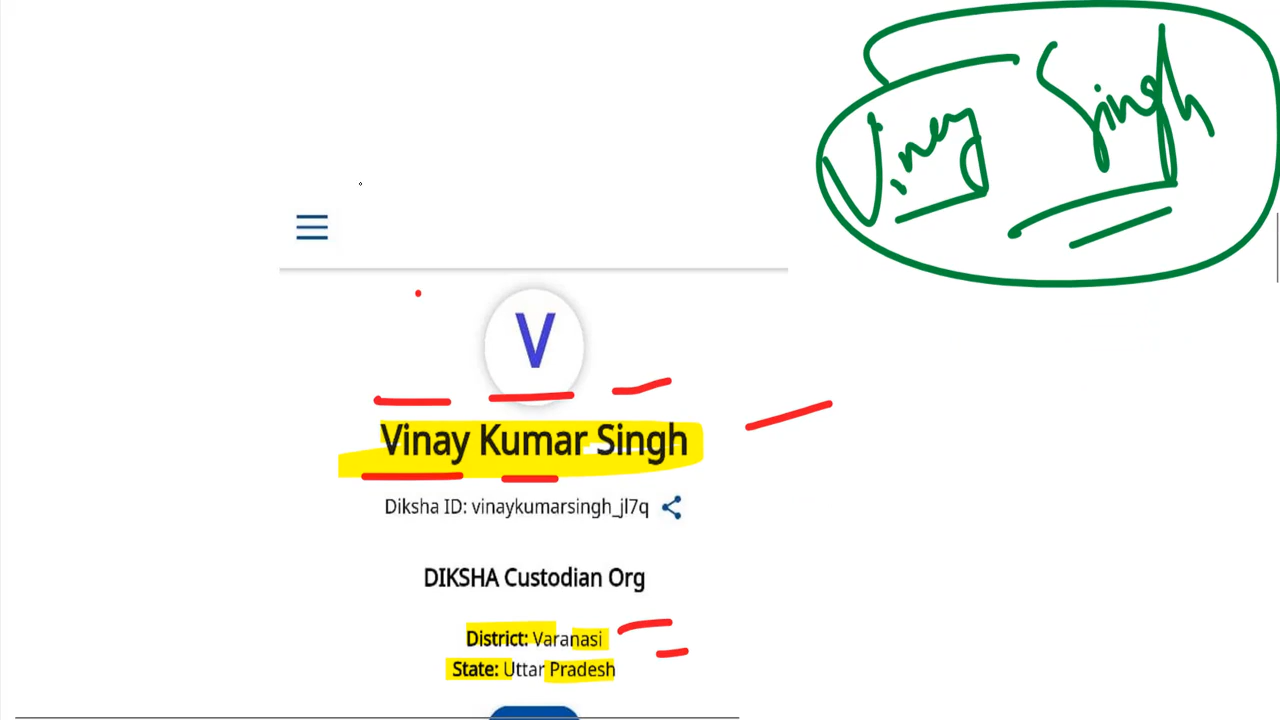 Vinay Singh
V
Vinay Kumar Singh
Diksha ID: vinaykumarsingh_jl7q
DIKSHA Custodian Org
District: Varanasi
State: Uttar Pradesh